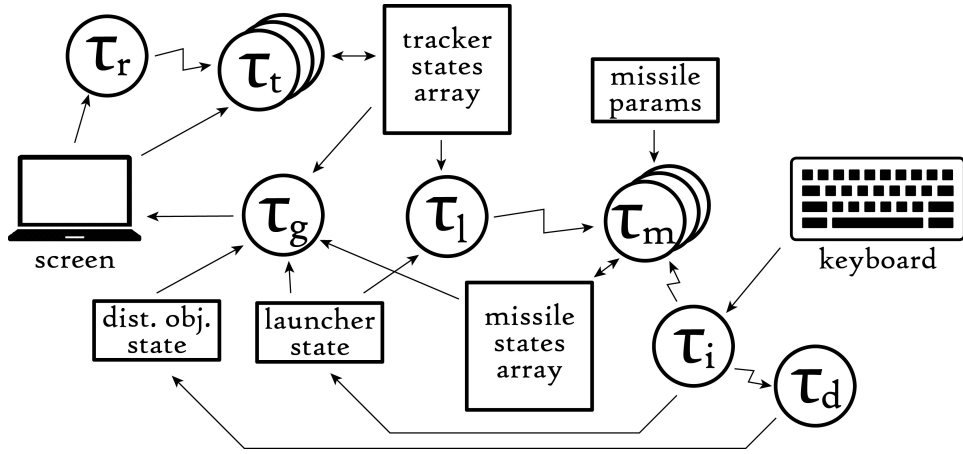 τr
τt
tracker
states
array
missile
params
τg
τl
τm
screen
keyboard
dist. obj.
state
launcher
state
missile
states
array
τi
τd